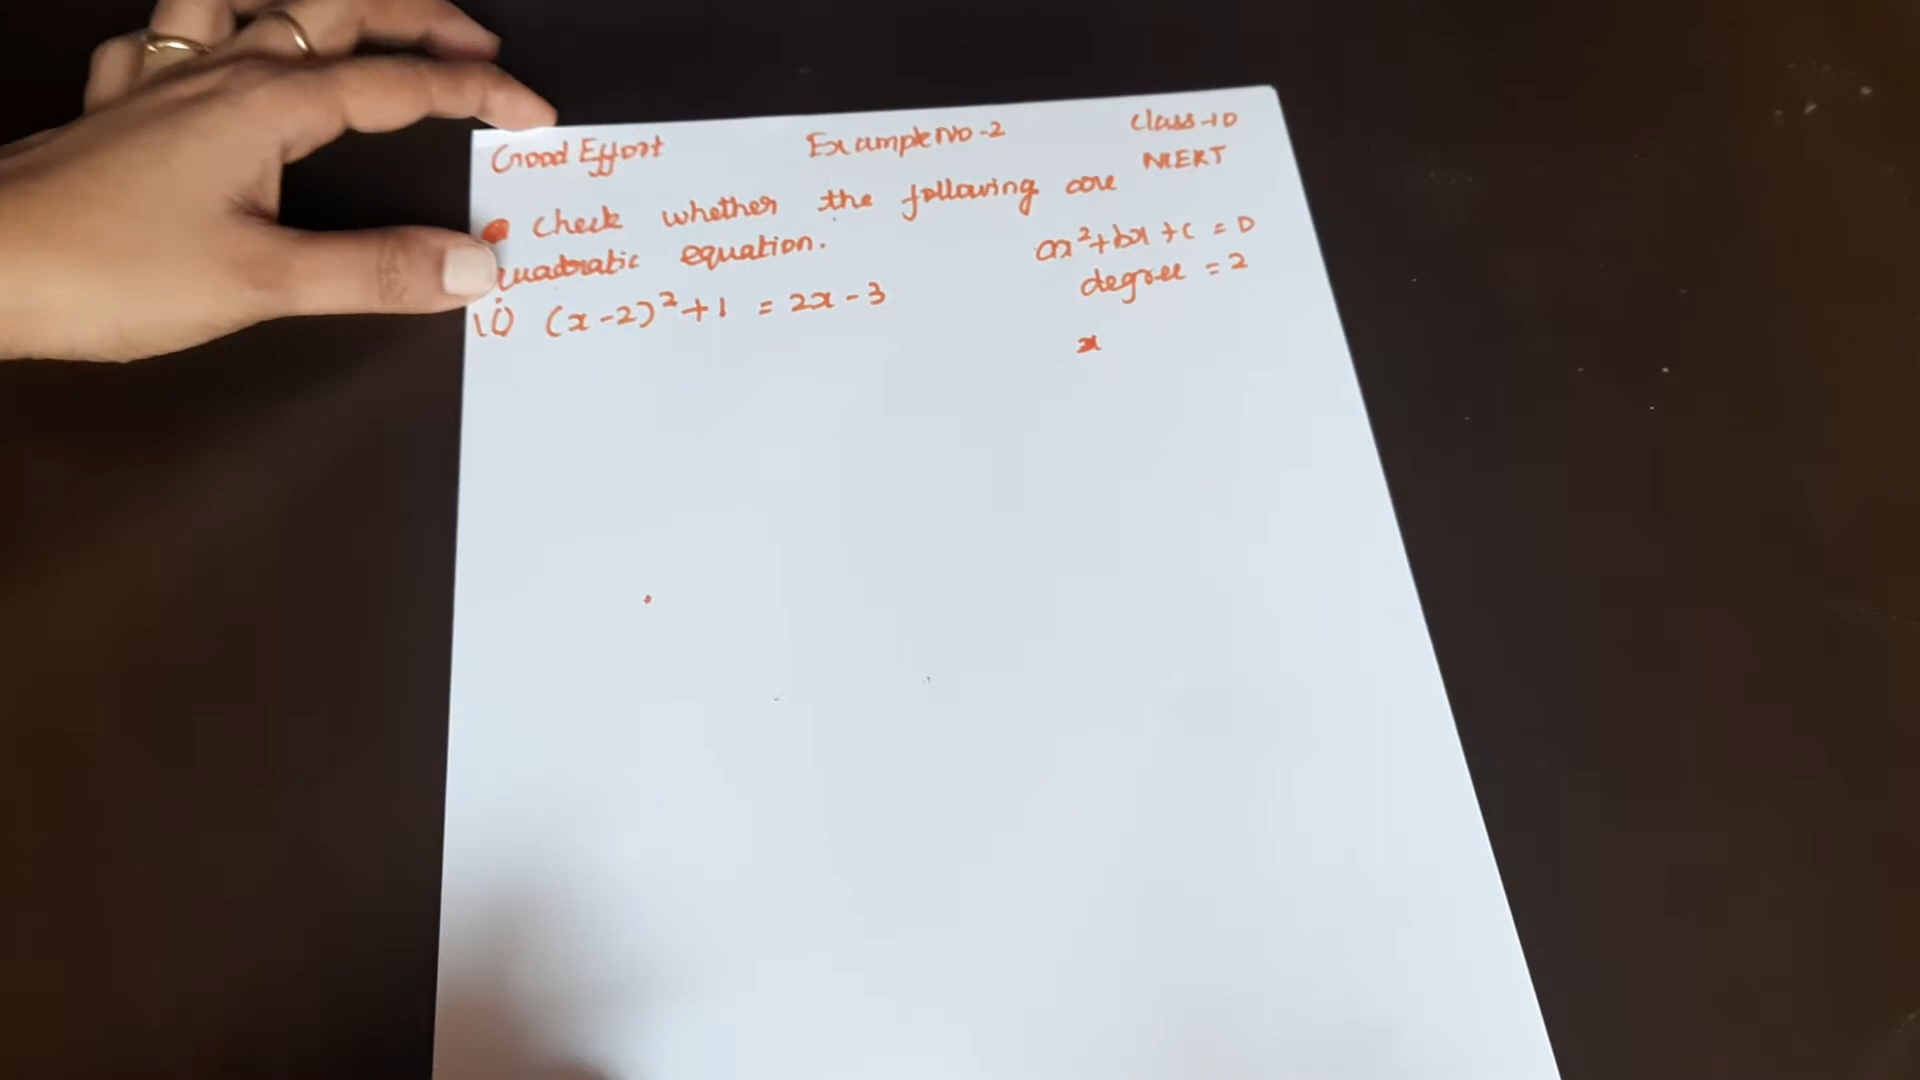 Good Effort Example No-2 Class-10
NCERT
Check whether the following are
quadratic equation.
ax²+bx+c = 0
degree = 2
(i) (x-2)²+1 = 2x-3
x